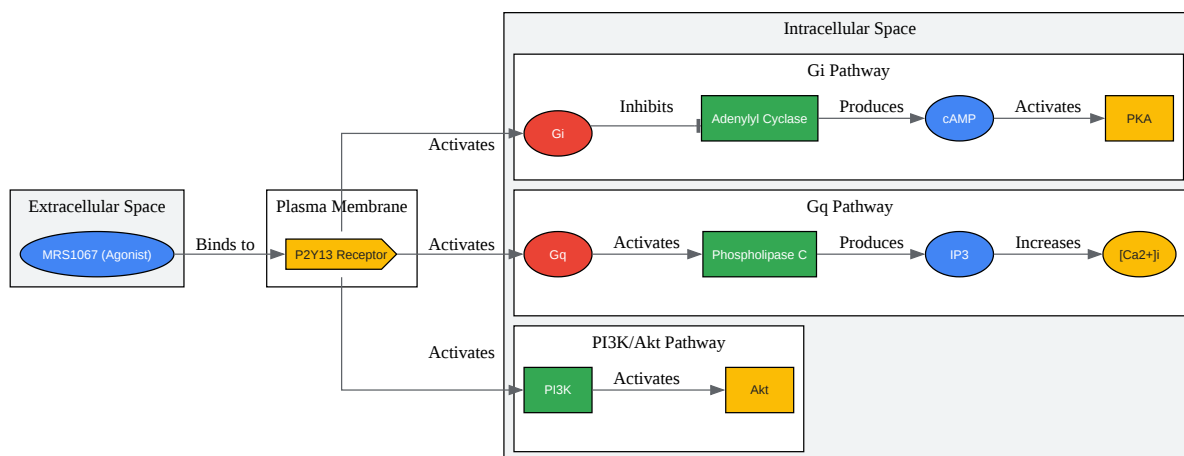 Intracellular Space
Gi Pathway
Inhibits
Produces
Activates
Gi
Adenylyl Cyclase
cAMP
PKA
Activates
Extracellular Space
MRS1067 (Agonist)
Binds to
Plasma Membrane
P2Y13 Receptor
Activates
Gq Pathway
Activates
Produces
Increases
Gq
Phospholipase C
IP3
[Ca2+]i
Activates
PI3K/Akt Pathway
Activates
PI3K
Akt